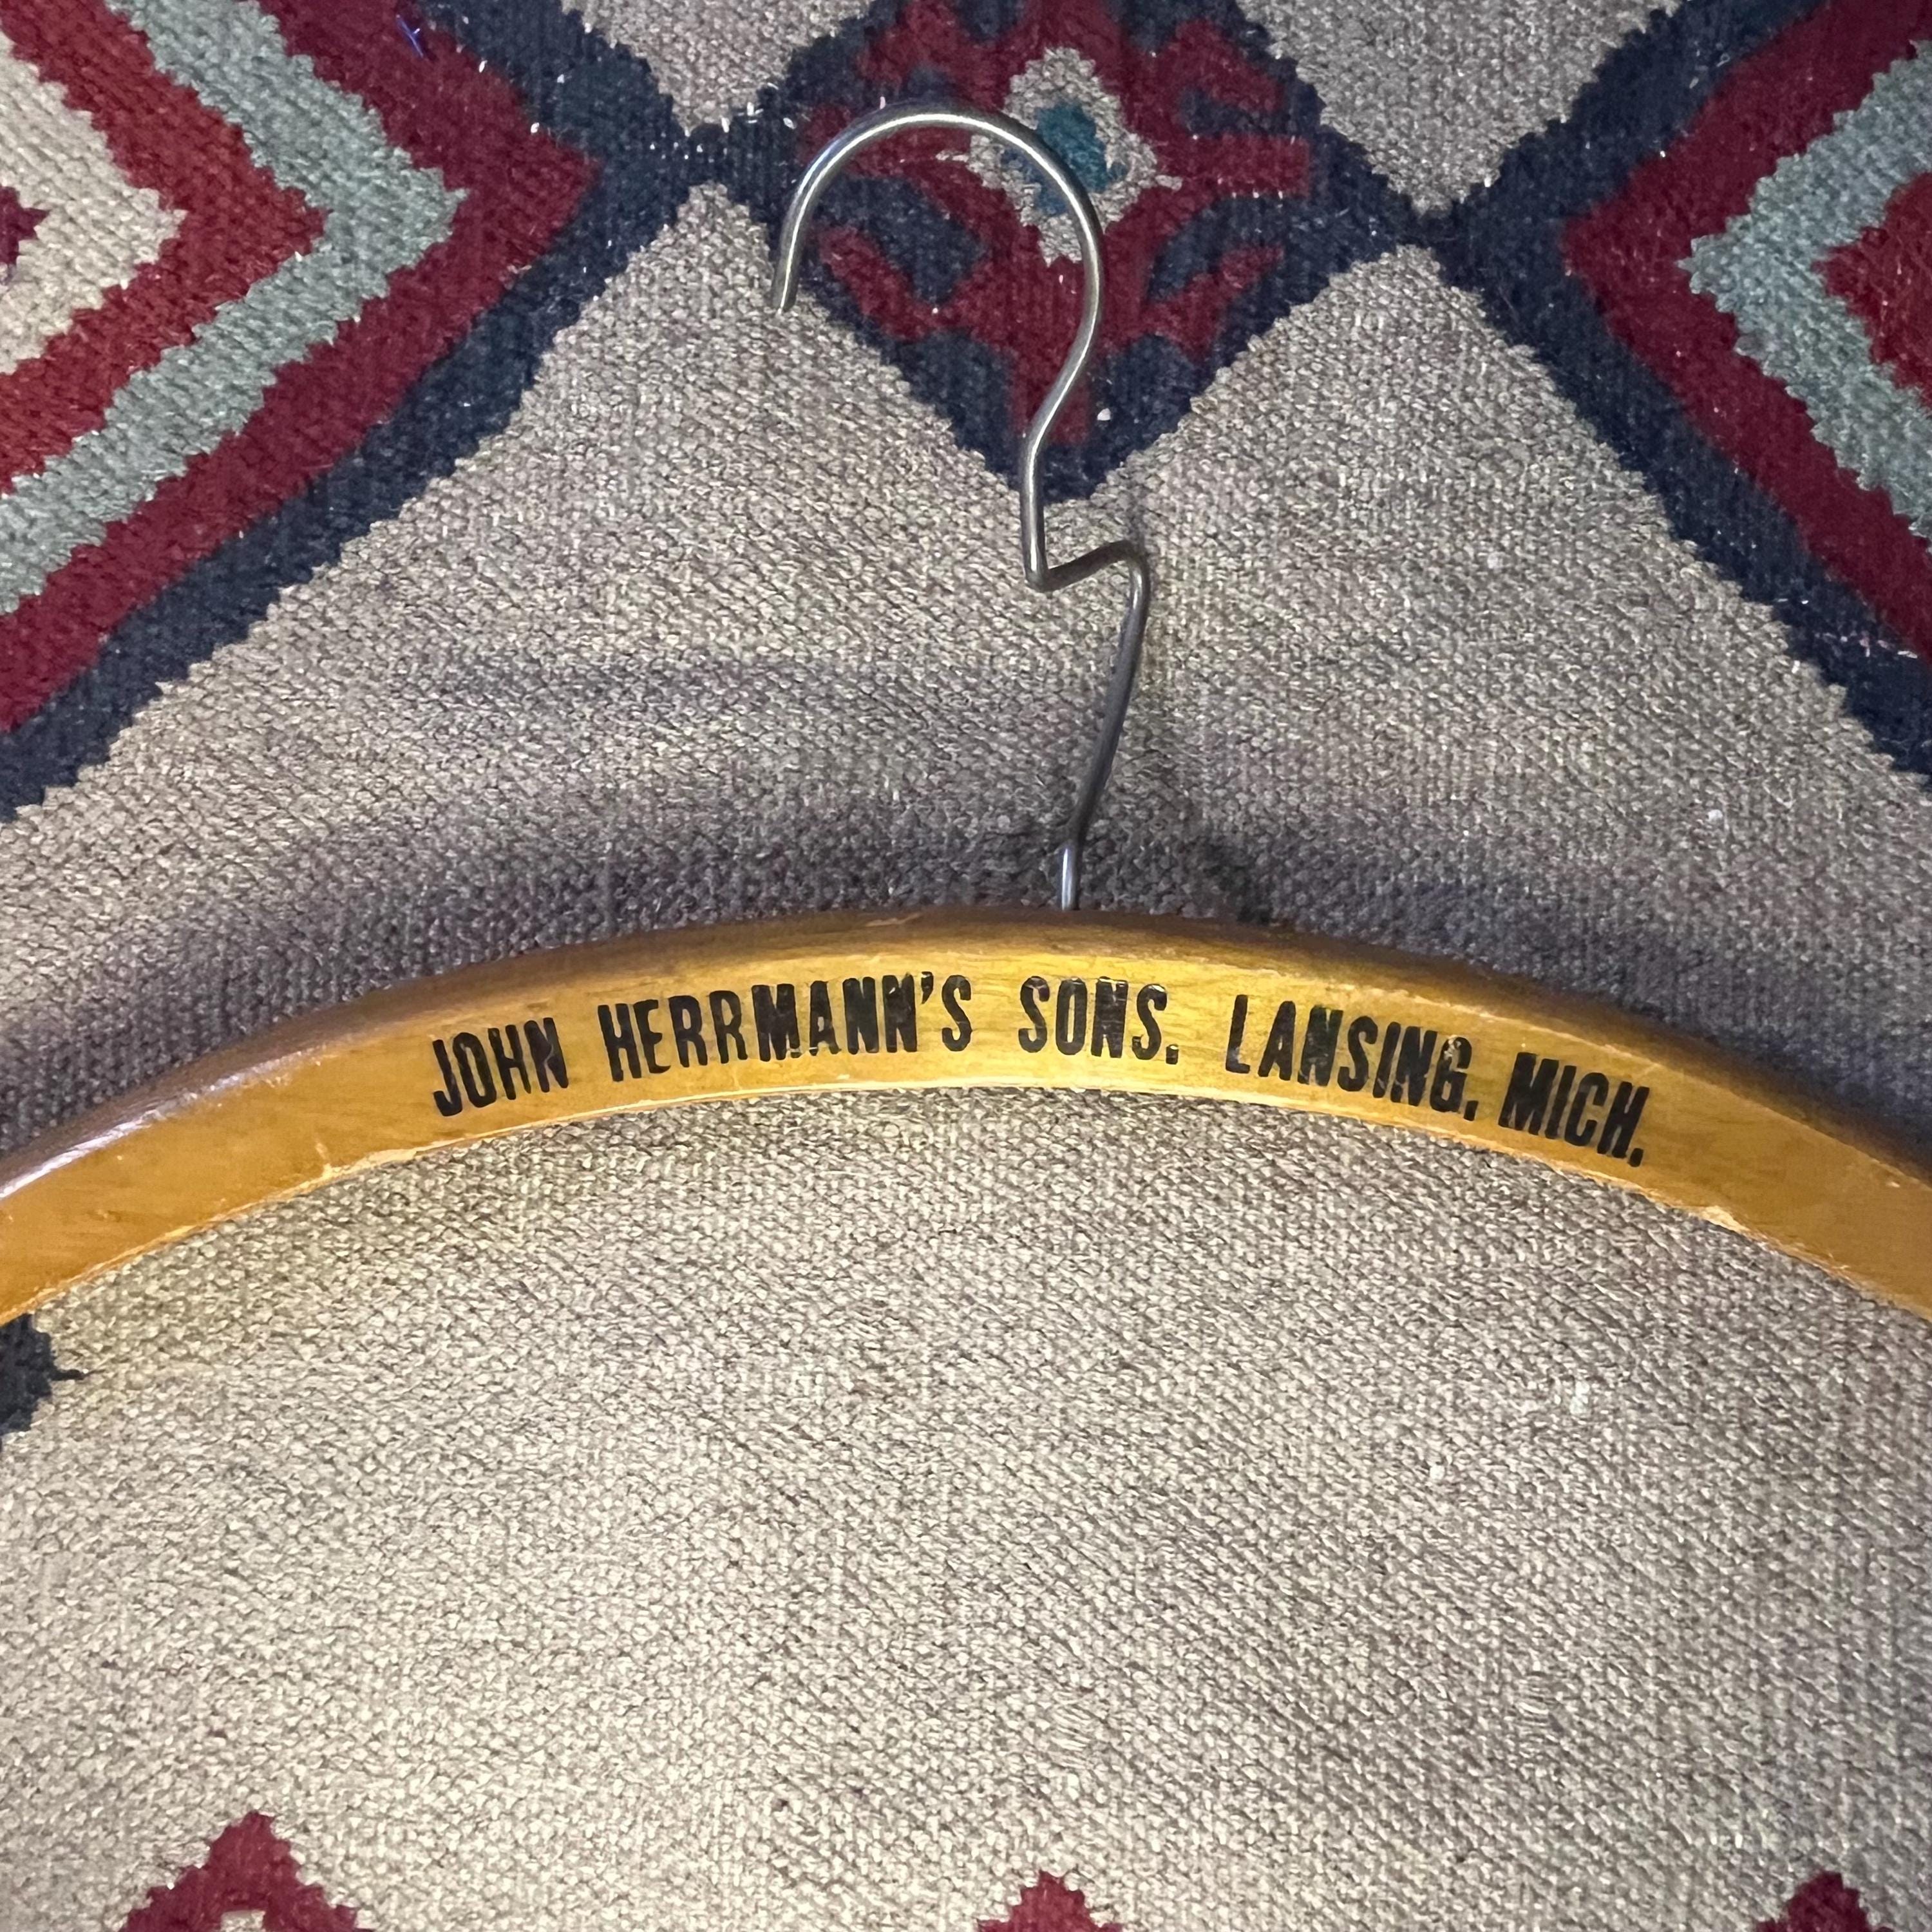 JOHN HERRMANN'S SONS. LANSING, MICH.